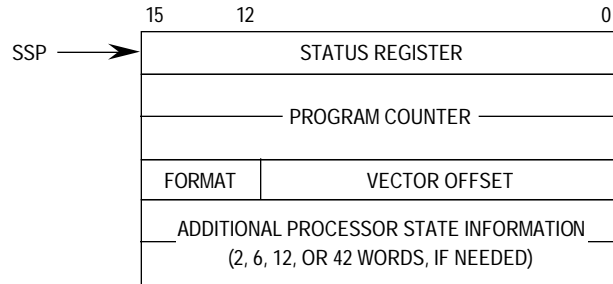 15 12 0
SSP STATUS REGISTER
PROGRAM COUNTER
FORMAT VECTOR OFFSET
ADDITIONAL PROCESSOR STATE INFORMATION
(2, 6, 12, OR 42 WORDS, IF NEEDED)